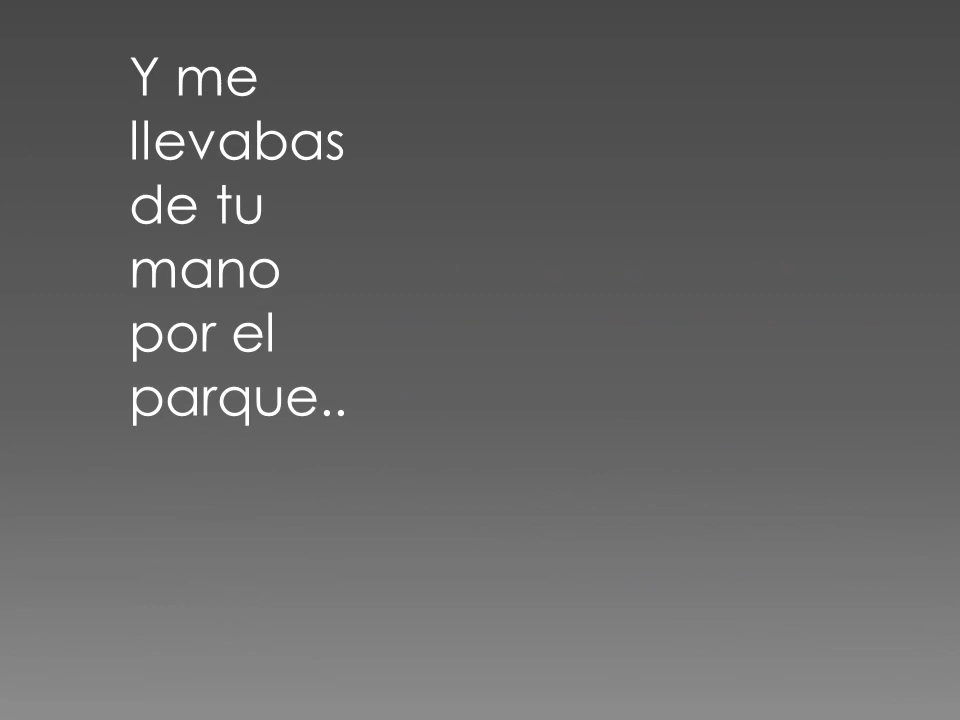 Y me
llevabas
de tu
mano
por el
parque..